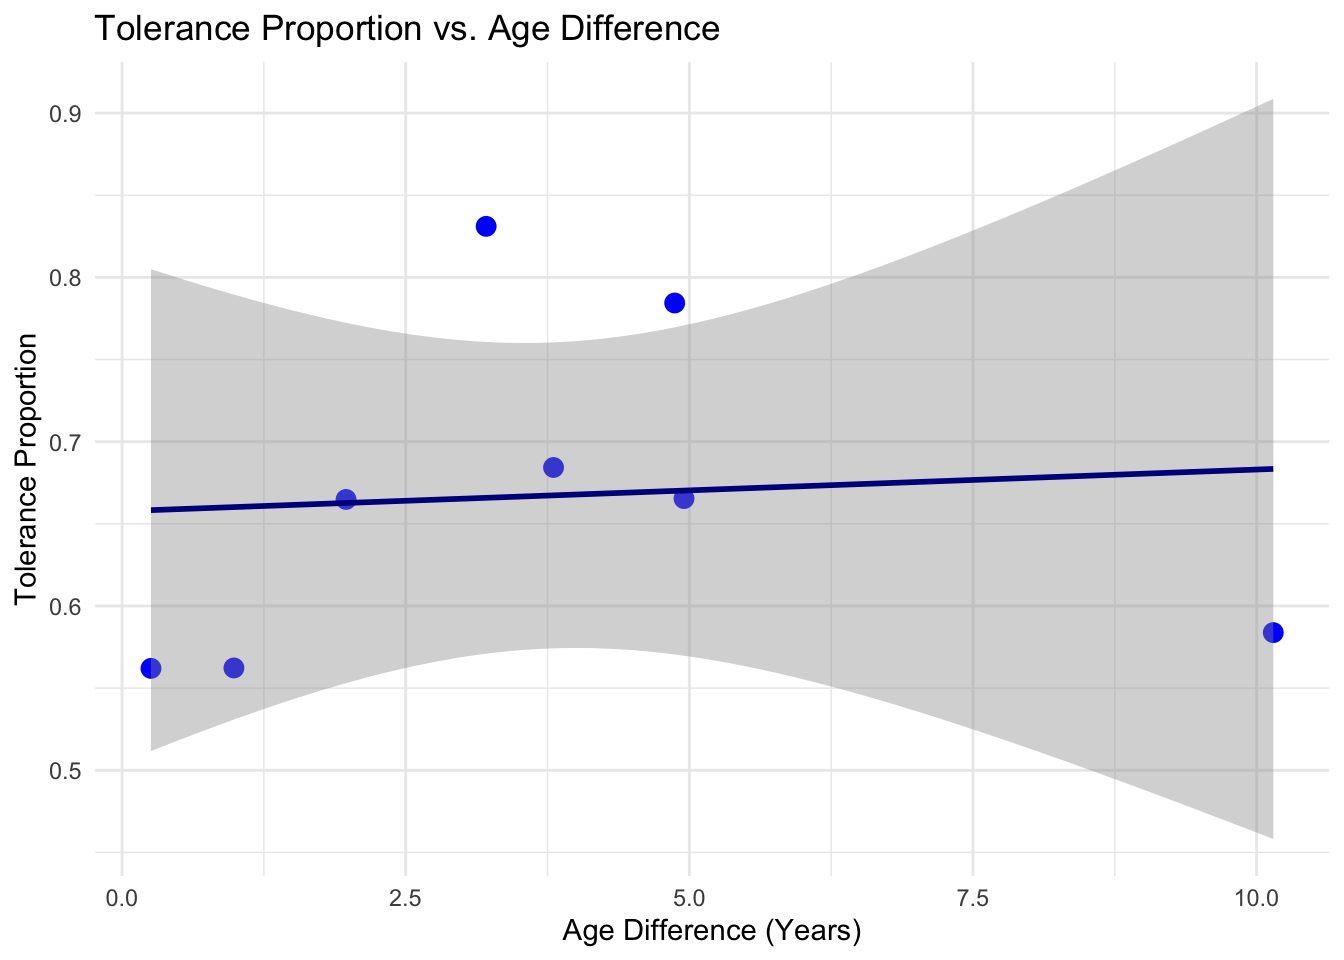 Tolerance Proportion vs. Age Difference
0.9
0.8
0.7
0.6
0.5
Tolerance Proportion
0.0 2.5 5.0 7.5 10.0
Age Difference (Years)